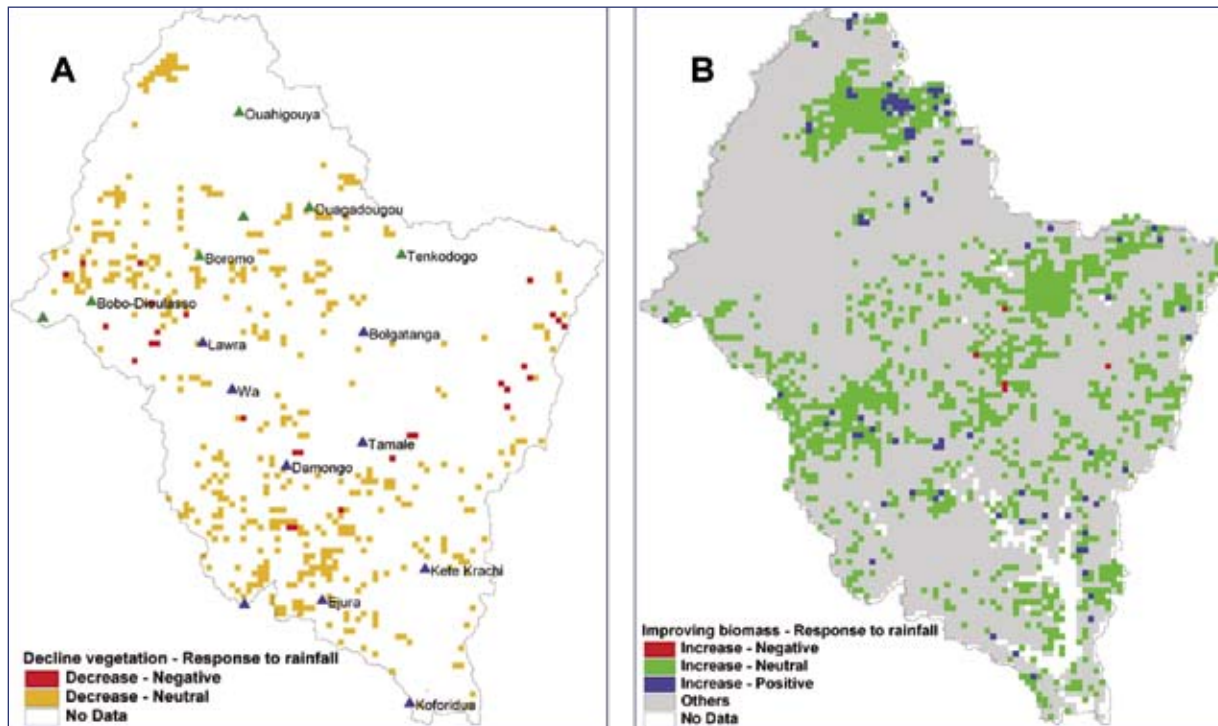 A
Ouahigouya
Ouagadougou
Boromo
Tenkodogo
Bobo-Dioulasso
Bolgatanga
Lawra
Wa
Tamale
Damongo
Kete Krachi
Ejura
Koforidua
Decline vegetation - Response to rainfall
Decrease - Negative
Decrease - Neutral
No Data
B
Improving biomass - Response to rainfall
Increase - Negative
Increase - Neutral
Increase - Positive
Others
No Data